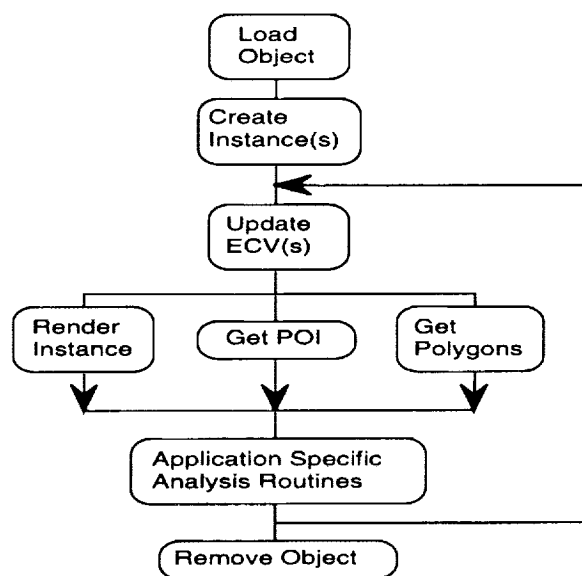 Load
Object
Create
Instance(s)
Update
ECV(s)
Render
Instance
Get POI
Get
Polygons
Application Specific
Analysis Routines
Remove Object